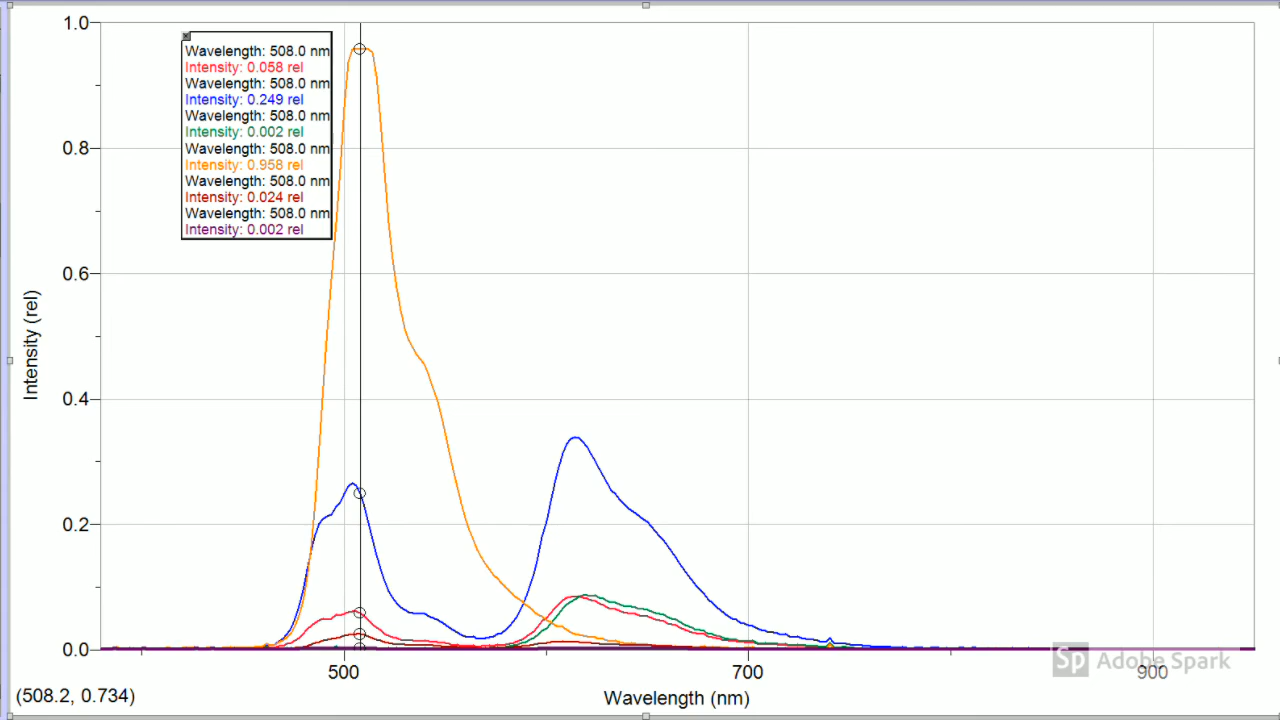 1.0
Wavelength: 508.0 nm
Intensity: 0.058 rel
Wavelength: 508.0 nm
Intensity: 0.249 rel
Wavelength: 508.0 nm
Intensity: 0.002 rel
Wavelength: 508.0 nm
Intensity: 0.958 rel
Wavelength: 508.0 nm
Intensity: 0.024 rel
Wavelength: 508.0 nm
Intensity: 0.002 rel
0.8
0.6
Intensity (rel)
0.4
0.2
0.0
500 700 900
Sp Adobe Spark
(508.2, 0.734)
Wavelength (nm)